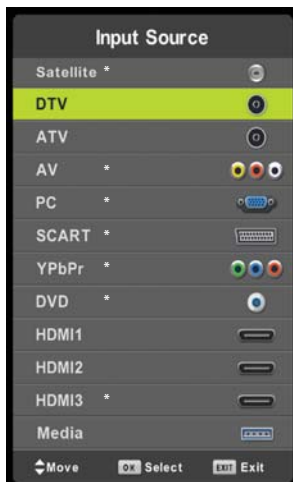 Input Source
Satellite *
DTV
ATV
AV *
PC *
SCART *
YPbPr *
DVD *
HDMI1
HDMI2
HDMI3 *
Media
Move OK Select EXIT Exit